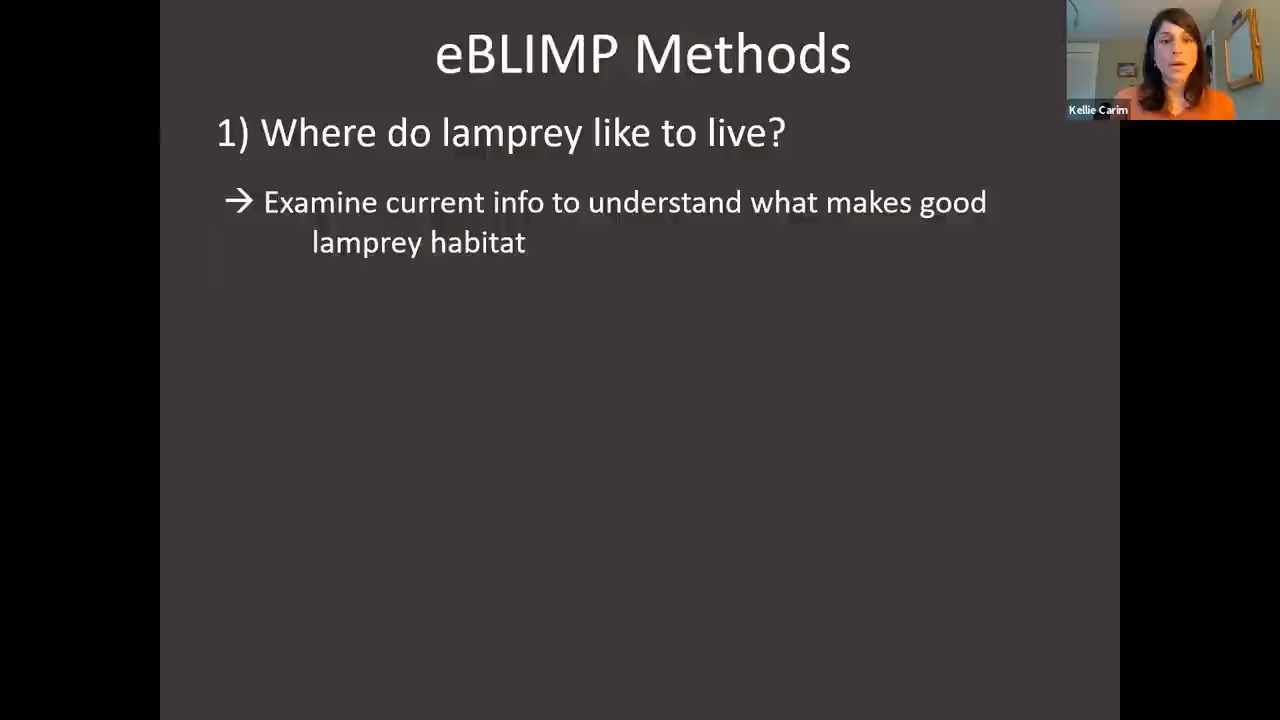 eBLIMP Methods
Kellie Carim
1) Where do lamprey like to live?
→ Examine current info to understand what makes good
lamprey habitat